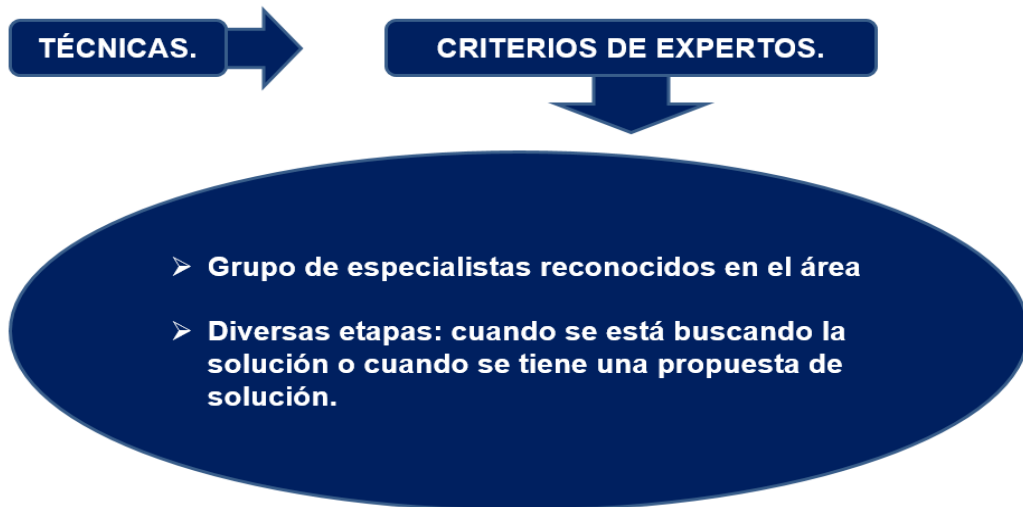 TÉCNICAS.
CRITERIOS DE EXPERTOS.
➢ Grupo de especialistas reconocidos en el área
➢ Diversas etapas: cuando se está buscando la
solución o cuando se tiene una propuesta de
solución.